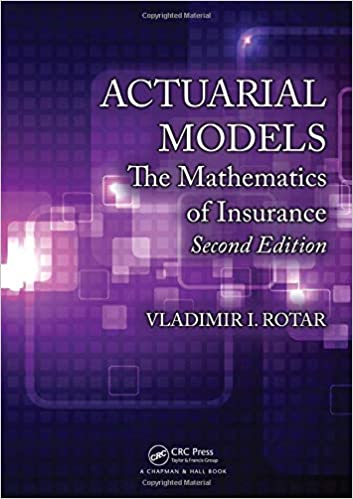 Copyrighted Material
ACTUARIAL
MODELS
The Mathematics
of Insurance
Second Edition
VLADIMIR I. ROTAR
CRC Press
Taylor & Francis Group
A CHAPMAN & HALL BOOK
Copyrighted Material